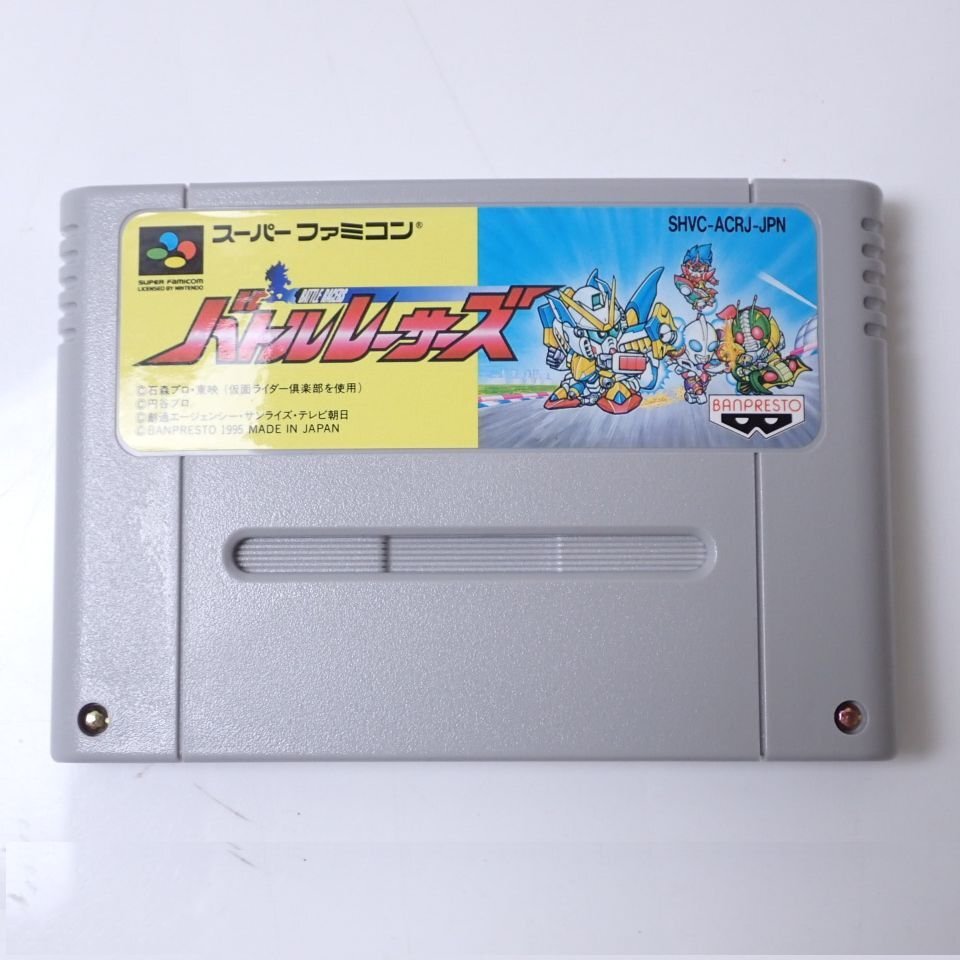 スーパーファミコン®
SHVC-ACRJ-JPN
SUPER FAMICOM
LICENSED BY NINTENDO
BATTLE RACERS
バトルレーサーズ
©石森プロ・東映（仮面ライダー倶楽部を使用）
©円谷プロ
©創通エージェンシー・サンライズ・テレビ朝日
©BANPRESTO 1995 MADE IN JAPAN
BANPRESTO